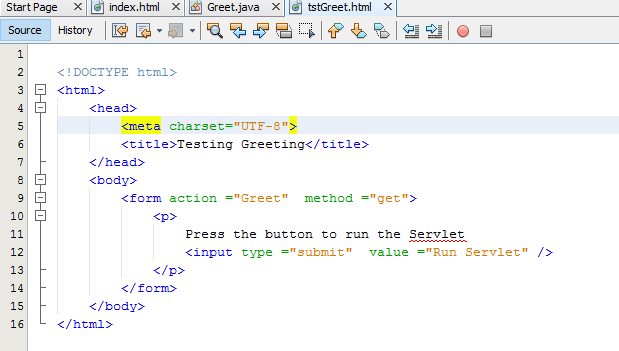 Start Page index.html Greet.java tstGreet.html
Source History
1
2 <!DOCTYPE html>
3 <html>
4 <head>
5 <meta charset="UTF-8">
6 <title>Testing Greeting</title>
7 </head>
8 <body>
9 <form action ="Greet"  method ="get">
10 <p>
11 Press the button to run the Servlet
12 <input type ="submit"  value ="Run Servlet" />
13 </p>
14 </form>
15 </body>
16 </html>